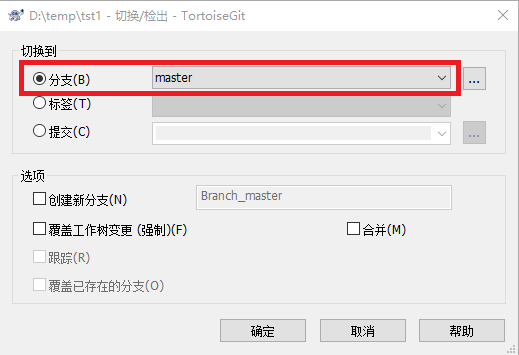 D:\temp\tst1 - 切换/检出 - TortoiseGit
切换到
分支(B) master ...
标签(T)
提交(C) ...
选项
创建新分支(N) Branch_master
覆盖工作树变更 (强制)(F) 合并(M)
跟踪(R)
覆盖已存在的分支(O)
确定 取消 帮助